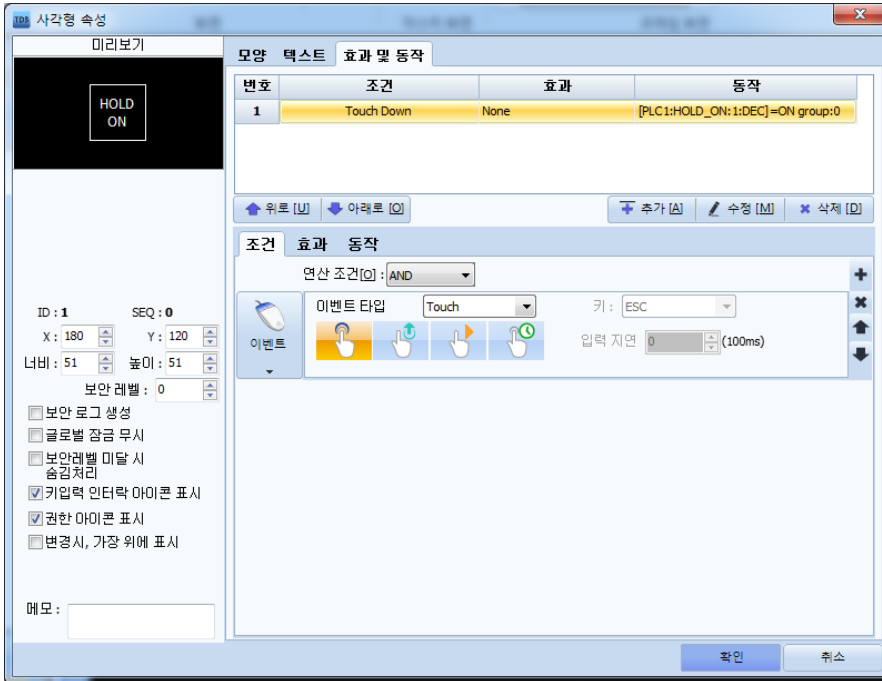 TDS 사각형 속성
미리보기
HOLD
ON
모양 텍스트 효과 및 동작
번호 조건 효과 동작
1 Touch Down None [PLC1:HOLD_ON:1:DEC]=ON group:0
위로 [U] 아래로 [O] 추가 [A] 수정 [M] 삭제 [D]
조건 효과 동작
연산 조건[O] : AND
이벤트 타입 Touch 키 : ESC
이벤트
입력 지연 0 (100ms)
ID : 1 SEQ : 0
X : 180 Y : 120
너비 : 51 높이 : 51
보안 레벨 : 0
보안 로그 생성
글로벌 잠금 무시
보안레벨 미달 시
숨김처리
키입력 인터락 아이콘 표시
권한 아이콘 표시
변경시, 가장 위에 표시
메모 :
확인 취소